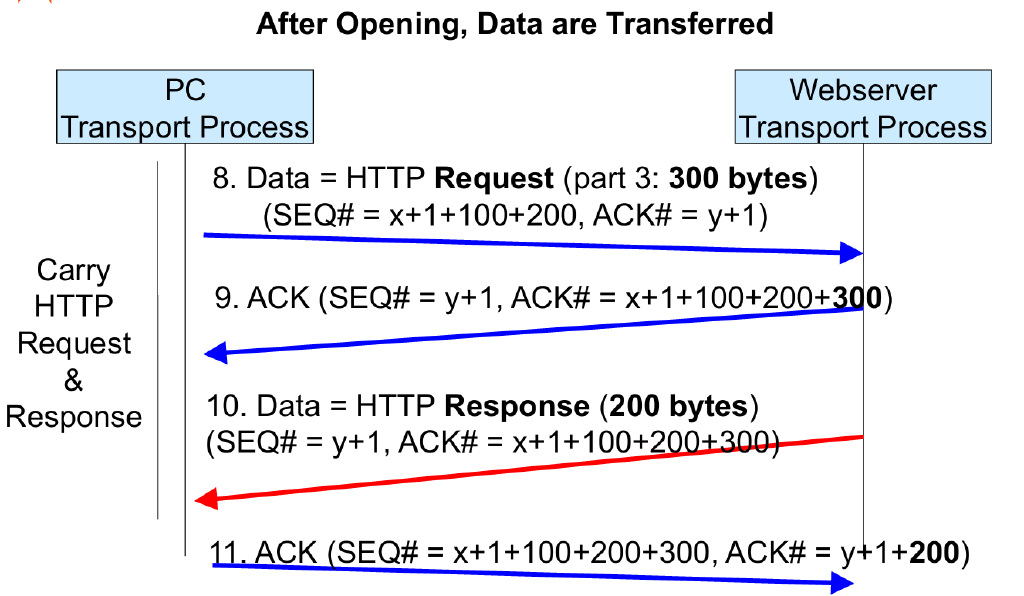 After Opening, Data are Transferred
PC
Transport Process
Webserver
Transport Process
8. Data = HTTP Request (part 3: 300 bytes)
(SEQ# = x+1+100+200, ACK# = y+1)
Carry
HTTP
Request
&
Response
9. ACK (SEQ# = y+1, ACK# = x+1+100+200+300)
10. Data = HTTP Response (200 bytes)
(SEQ# = y+1, ACK# = x+1+100+200+300)
11. ACK (SEQ# = x+1+100+200+300, ACK# = y+1+200)